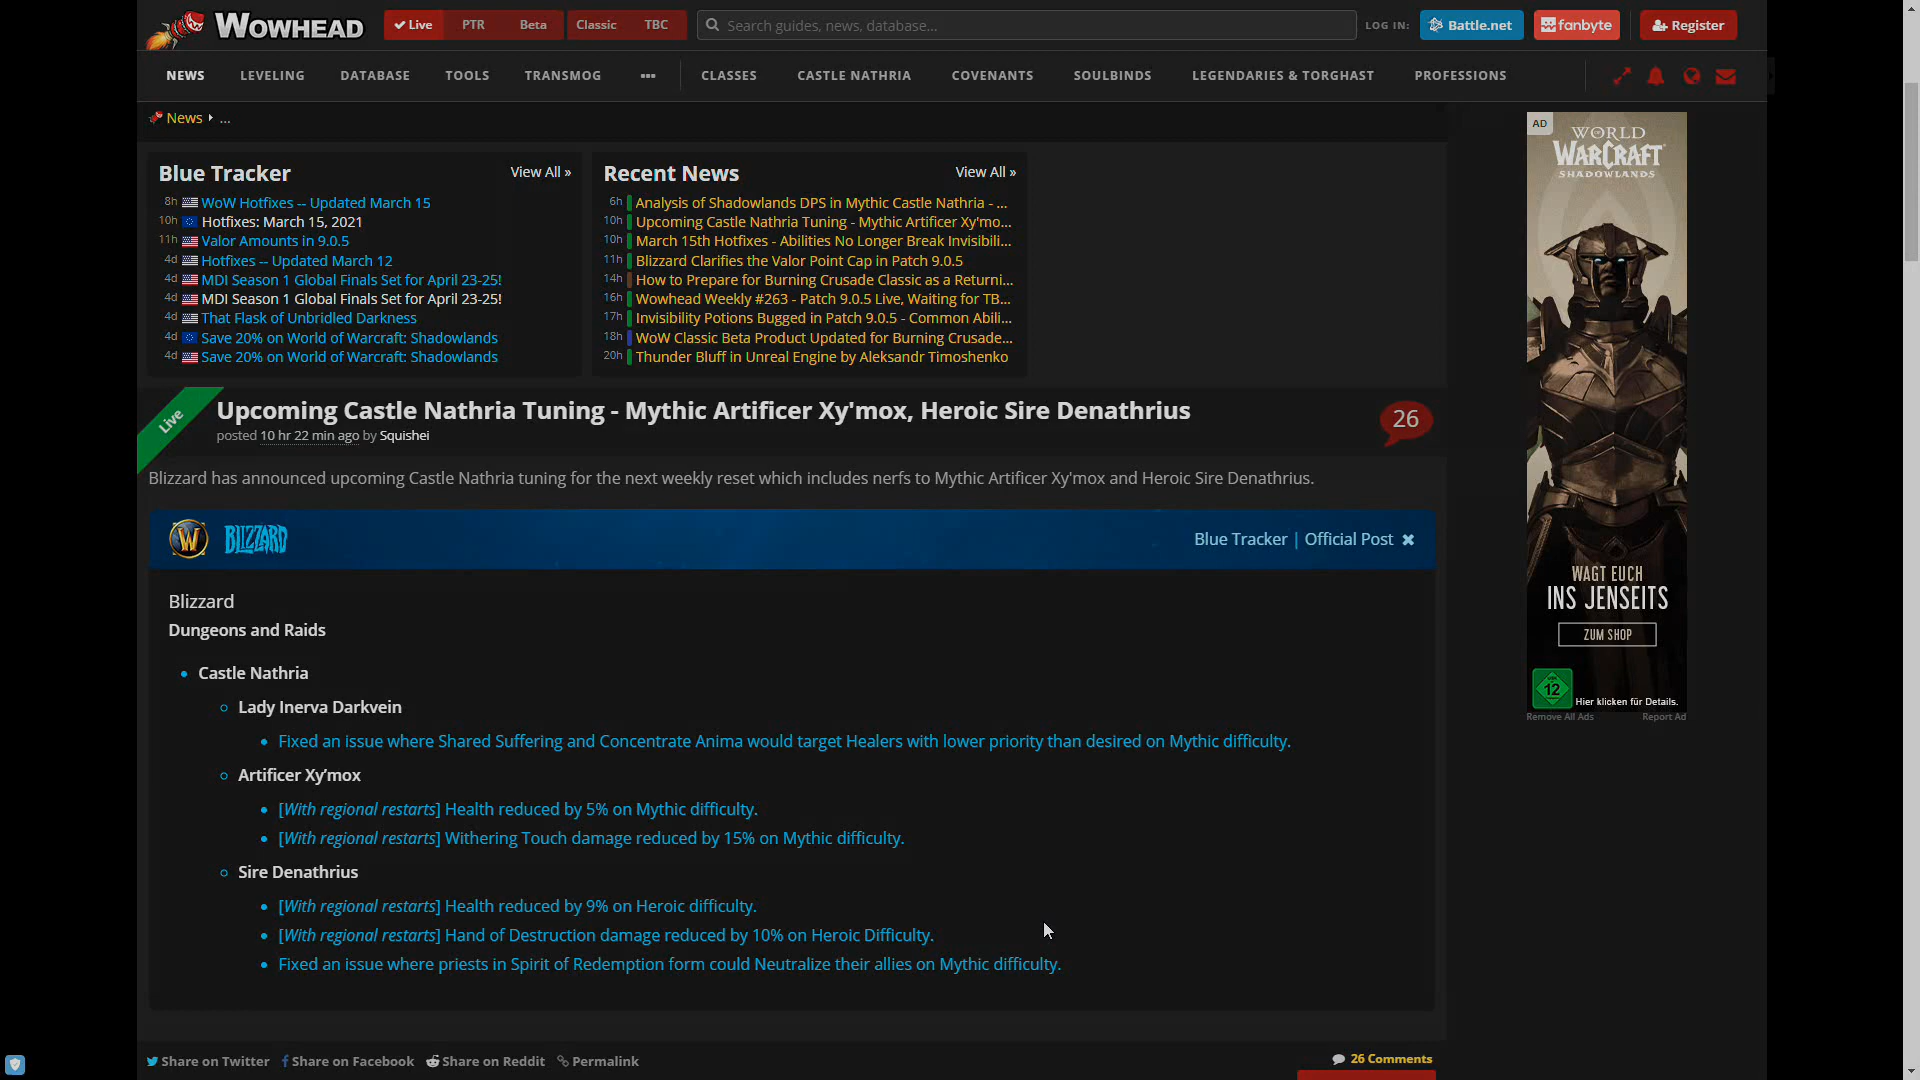 WOWHEAD
Live PTR Beta Classic TBC
Search guides, news, database...
LOG IN: Battle.net fanbyte Register
NEWS LEVELING DATABASE TOOLS TRANSMOG ••• CLASSES CASTLE NATHRIA COVENANTS SOULBINDS LEGENDARIES & TORGHAST PROFESSIONS
News ...
Blue Tracker View All »
8h WoW Hotfixes -- Updated March 15
10h Hotfixes: March 15, 2021
11h Valor Amounts in 9.0.5
4d Hotfixes -- Updated March 12
4d MDI Season 1 Global Finals Set for April 23-25!
4d MDI Season 1 Global Finals Set for April 23-25!
4d That Flask of Unbridled Darkness
4d Save 20% on World of Warcraft: Shadowlands
4d Save 20% on World of Warcraft: Shadowlands
Recent News View All »
6h Analysis of Shadowlands DPS in Mythic Castle Nathria - ...
10h Upcoming Castle Nathria Tuning - Mythic Artificer Xy'mo...
10h March 15th Hotfixes - Abilities No Longer Break Invisibili...
11h Blizzard Clarifies the Valor Point Cap in Patch 9.0.5
14h How to Prepare for Burning Crusade Classic as a Returni...
16h Wowhead Weekly #263 - Patch 9.0.5 Live, Waiting for TB...
17h Invisibility Potions Bugged in Patch 9.0.5 - Common Abili...
18h WoW Classic Beta Product Updated for Burning Crusade...
20h Thunder Bluff in Unreal Engine by Aleksandr Timoshenko
Live
Upcoming Castle Nathria Tuning - Mythic Artificer Xy'mox, Heroic Sire Denathrius
posted 10 hr 22 min ago by Squishei
26
Blizzard has announced upcoming Castle Nathria tuning for the next weekly reset which includes nerfs to Mythic Artificer Xy'mox and Heroic Sire Denathrius.
W BLIZZARD
Blue Tracker | Official Post ✖
Blizzard
Dungeons and Raids
Castle Nathria
Lady Inerva Darkvein
Fixed an issue where Shared Suffering and Concentrate Anima would target Healers with lower priority than desired on Mythic difficulty.
Artificer Xy’mox
[With regional restarts] Health reduced by 5% on Mythic difficulty.
[With regional restarts] Withering Touch damage reduced by 15% on Mythic difficulty.
Sire Denathrius
[With regional restarts] Health reduced by 9% on Heroic difficulty.
[With regional restarts] Hand of Destruction damage reduced by 10% on Heroic Difficulty.
Fixed an issue where priests in Spirit of Redemption form could Neutralize their allies on Mythic difficulty.
Share on Twitter Share on Facebook Share on Reddit Permalink
26 Comments
AD
WORLD
WARCRAFT
SHADOWLANDS
WAGT EUCH
INS JENSEITS
ZUM SHOP
12
Hier klicken für Details.
Remove All Ads Report Ad